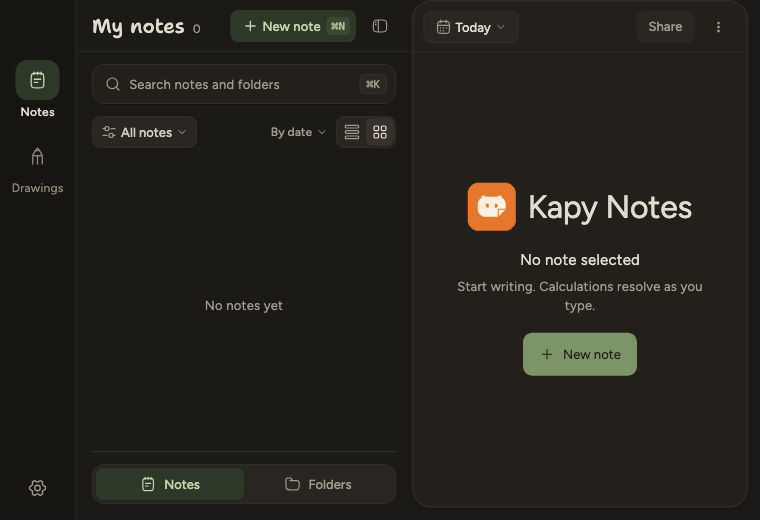 My notes 0
New note ⌘N
Today
Share
Search notes and folders ⌘K
Notes
All notes
By date
Drawings
Kapy Notes
No note selected
Start writing. Calculations resolve as you
type.
No notes yet
New note
Notes
Folders